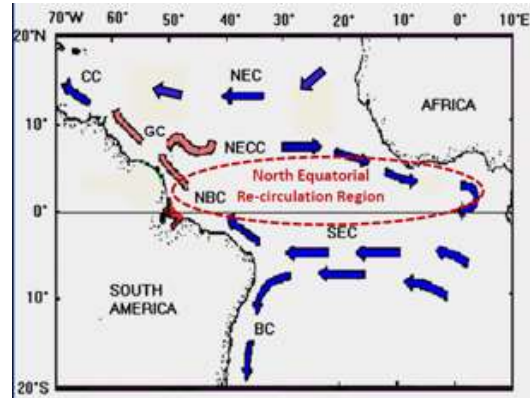 70°W 60° 50° 40° 30° 20° 10° 0° 10°E
20°N
CC
NEC
AFRICA
10°
GC
NECC
North Equatorial
Re-circulation Region
NBC
0°
SEC
SOUTH
AMERICA
10°
BC
20°S